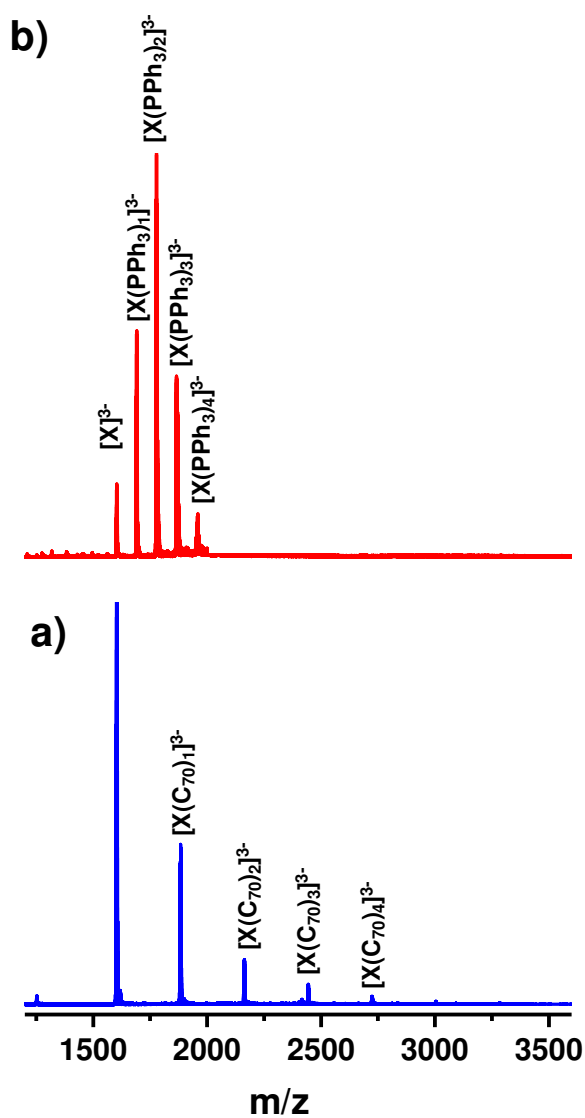 b)
[X]³⁻
[X(PPh₃)₁]³⁻
[X(PPh₃)₂]³⁻
[X(PPh₃)₃]³⁻
[X(PPh₃)₄]³⁻
a)
[X(C₇₀)₁]³⁻
[X(C₇₀)₂]³⁻
[X(C₇₀)₃]³⁻
[X(C₇₀)₄]³⁻
1500 2000 2500 3000 3500
m/z